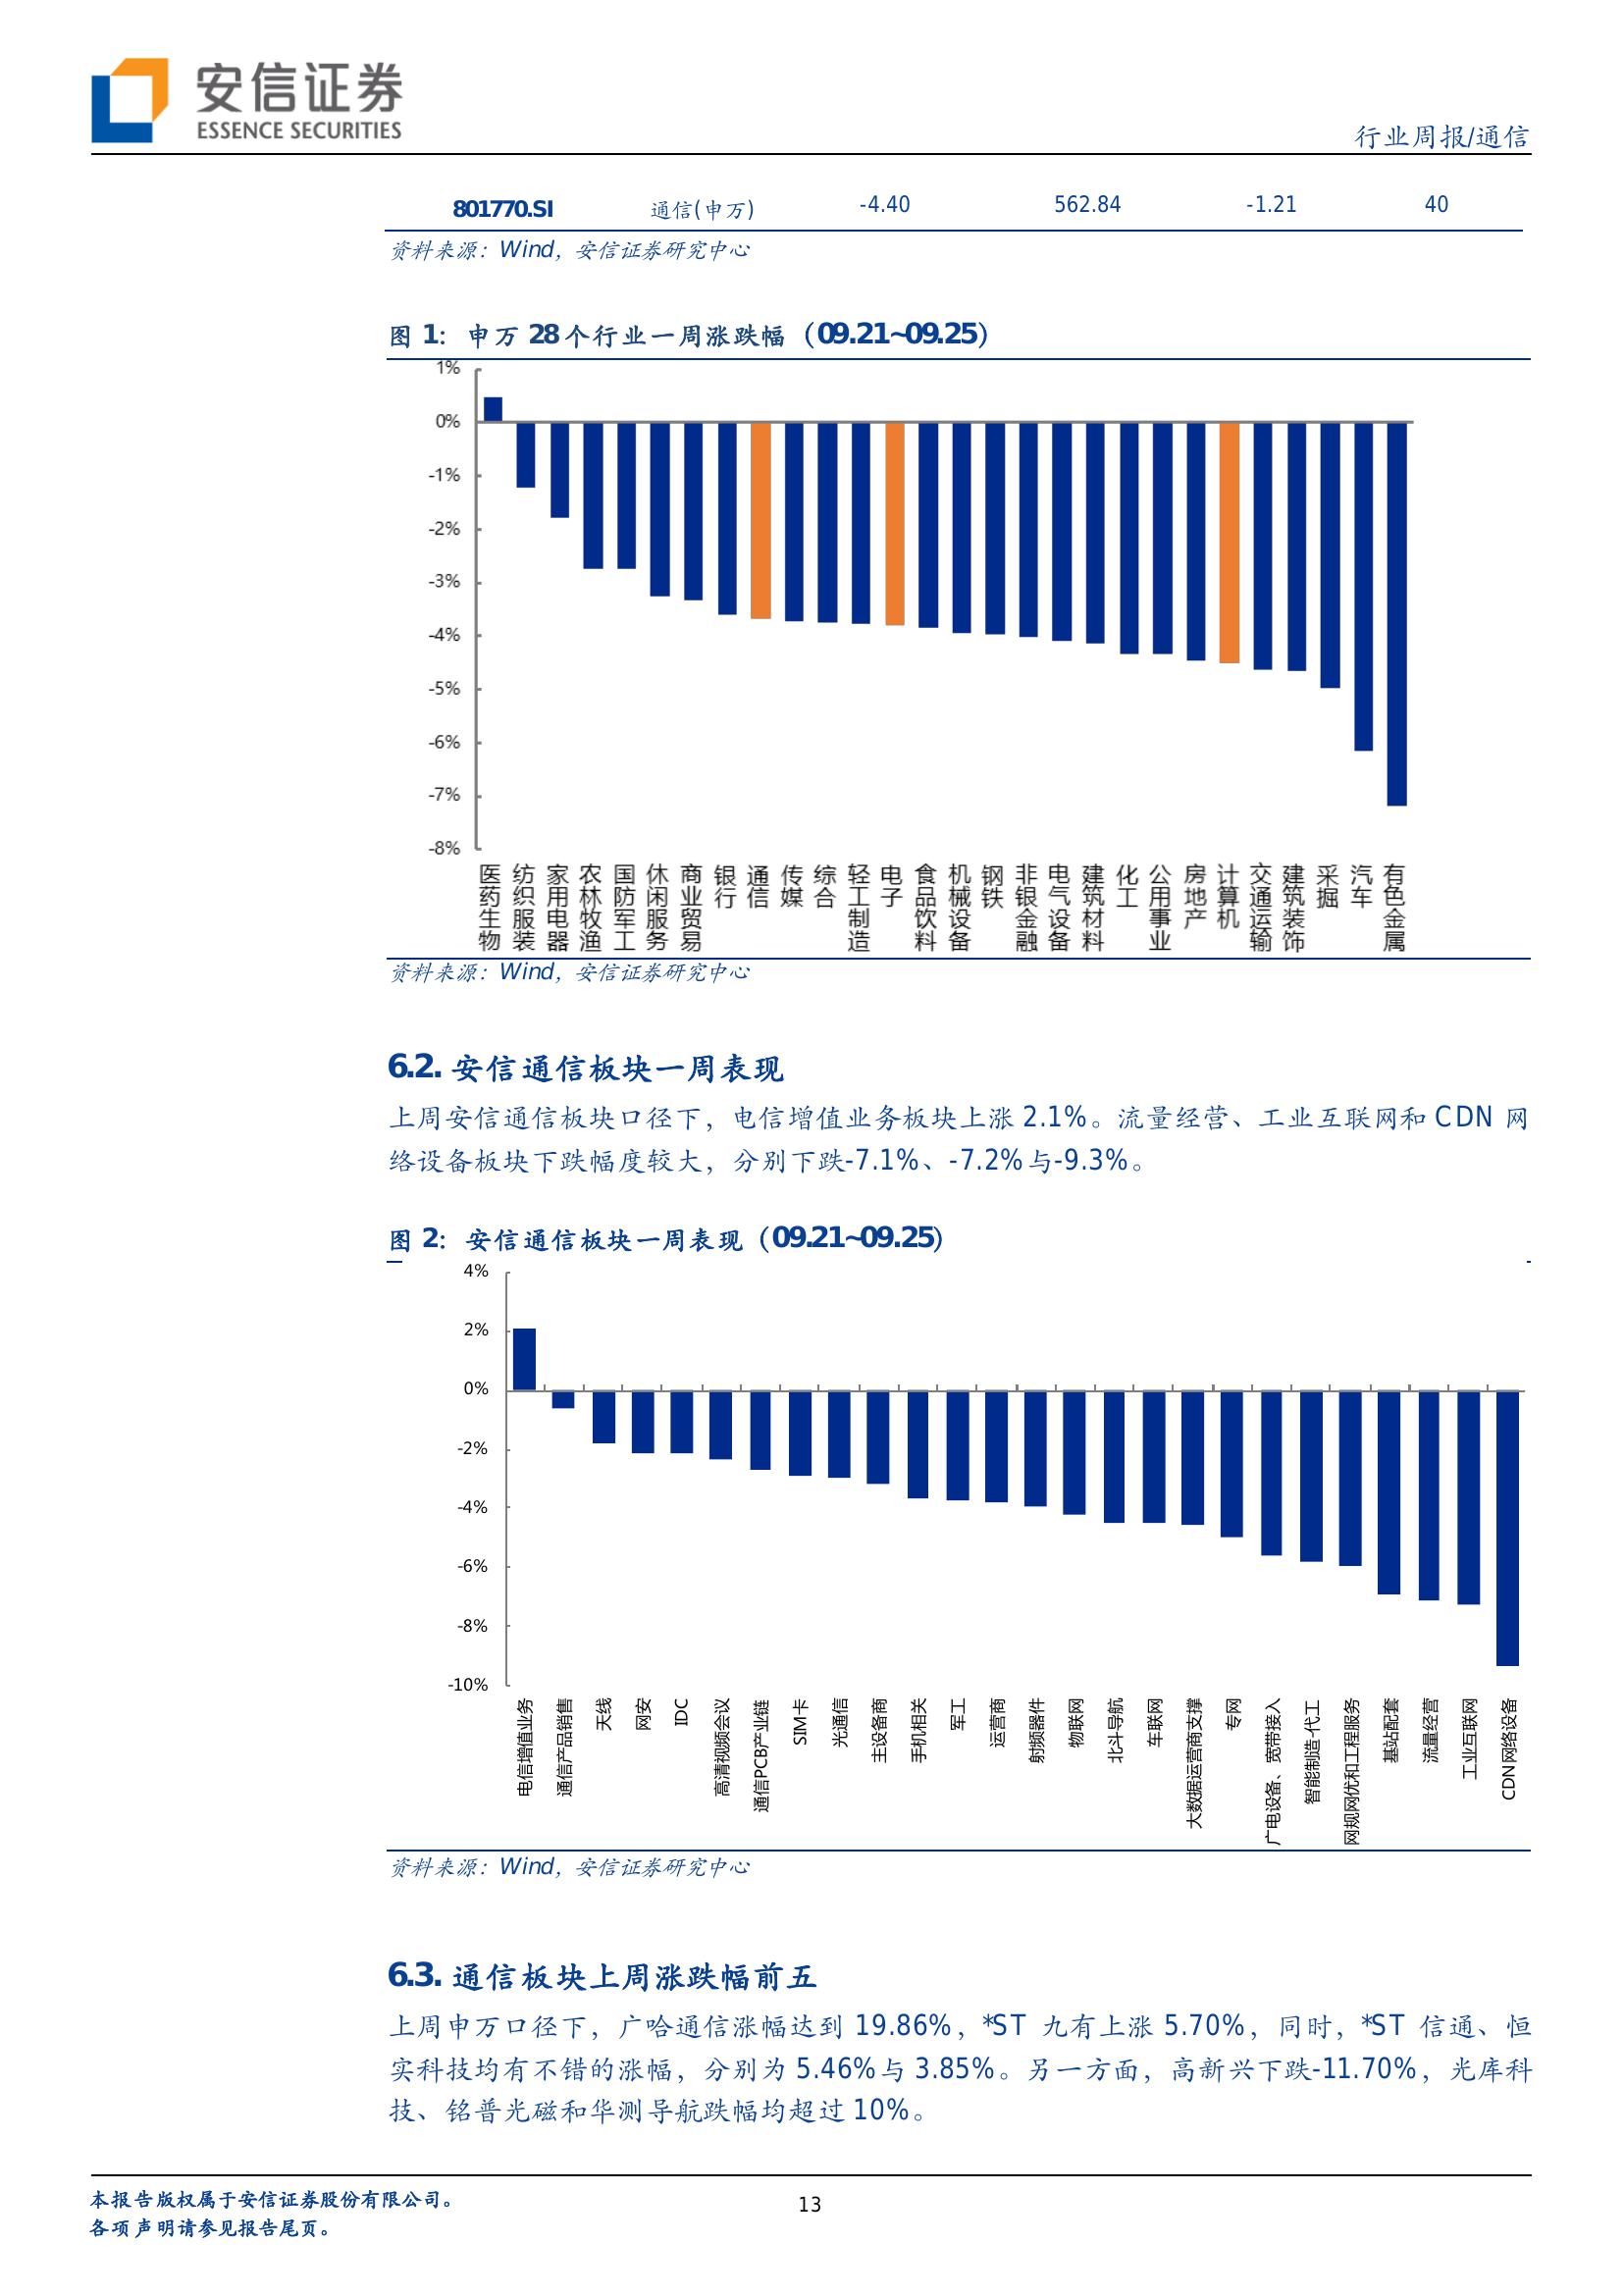 安信证券
ESSENCE SECURITIES
行业周报/通信
801770.SI 通信(申万) -4.40 562.84 -1.21 40
资料来源：Wind，安信证券研究中心
图 1：申万 28 个行业一周涨跌幅（09.21~09.25）
1%
0%
-1%
-2%
-3%
-4%
-5%
-6%
-7%
-8%
医药生物
纺织服装
家用电器
农林牧渔
国防军工
休闲服务
商业贸易
银行
通信
传媒
综合
轻工制造
电子
食品饮料
机械设备
钢铁
非银金融
电气设备
建筑材料
化工
公用事业
房地产
计算机
交通运输
建筑装饰
采掘
汽车
有色金属
资料来源：Wind，安信证券研究中心
6.2. 安信通信板块一周表现
上周安信通信板块口径下，电信增值业务板块上涨 2.1%。流量经营、工业互联网和 CDN 网
络设备板块下跌幅度较大，分别下跌-7.1%、-7.2%与-9.3%。
图 2：安信通信板块一周表现（09.21~09.25）
4%
2%
0%
-2%
-4%
-6%
-8%
-10%
电信增值业务
通信产品销售
天线
网安
IDC
高清视频会议
通信PCB产业链
SIM卡
光通信
主设备商
手机相关
军工
运营商
射频器件
物联网
北斗导航
车联网
大数据运营商支撑
专网
广电设备、宽带接入
智能制造-代工
网规网优和工程服务
基站配套
流量经营
工业互联网
CDN网络设备
资料来源：Wind，安信证券研究中心
6.3. 通信板块上周涨跌幅前五
上周申万口径下，广哈通信涨幅达到 19.86%，*ST 九有上涨 5.70%，同时，*ST 信通、恒
实科技均有不错的涨幅，分别为 5.46%与 3.85%。另一方面，高新兴下跌-11.70%，光库科
技、铭普光磁和华测导航跌幅均超过 10%。
本报告版权属于安信证券股份有限公司。
各项声明请参见报告尾页。
13